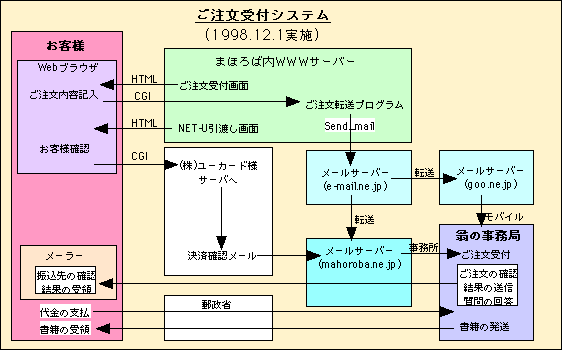 ご注文受付システム
（1998.12.1実施）
お客様
Webブラウザ
ご注文内容記入
お客様確認
HTML
CGI
HTML
CGI
まほろば内WWWサーバー
ご注文受付画面
ご注文転送プログラム
NET-U引渡し画面
Send_mail
(株)ユーカード様
サーバへ
決済確認メール
メールサーバー
(e-mail.ne.jp)
転送
メールサーバー
(goo.ne.jp)
転送
モバイル
メールサーバー
(mahoroba.ne.jp)
事務所
翁の事務局
ご注文受付
ご注文の確認
結果の送信
質問の回答
書籍の発送
メーラー
振込先の確認
結果の受領
代金の支払
書籍の受領
郵政省